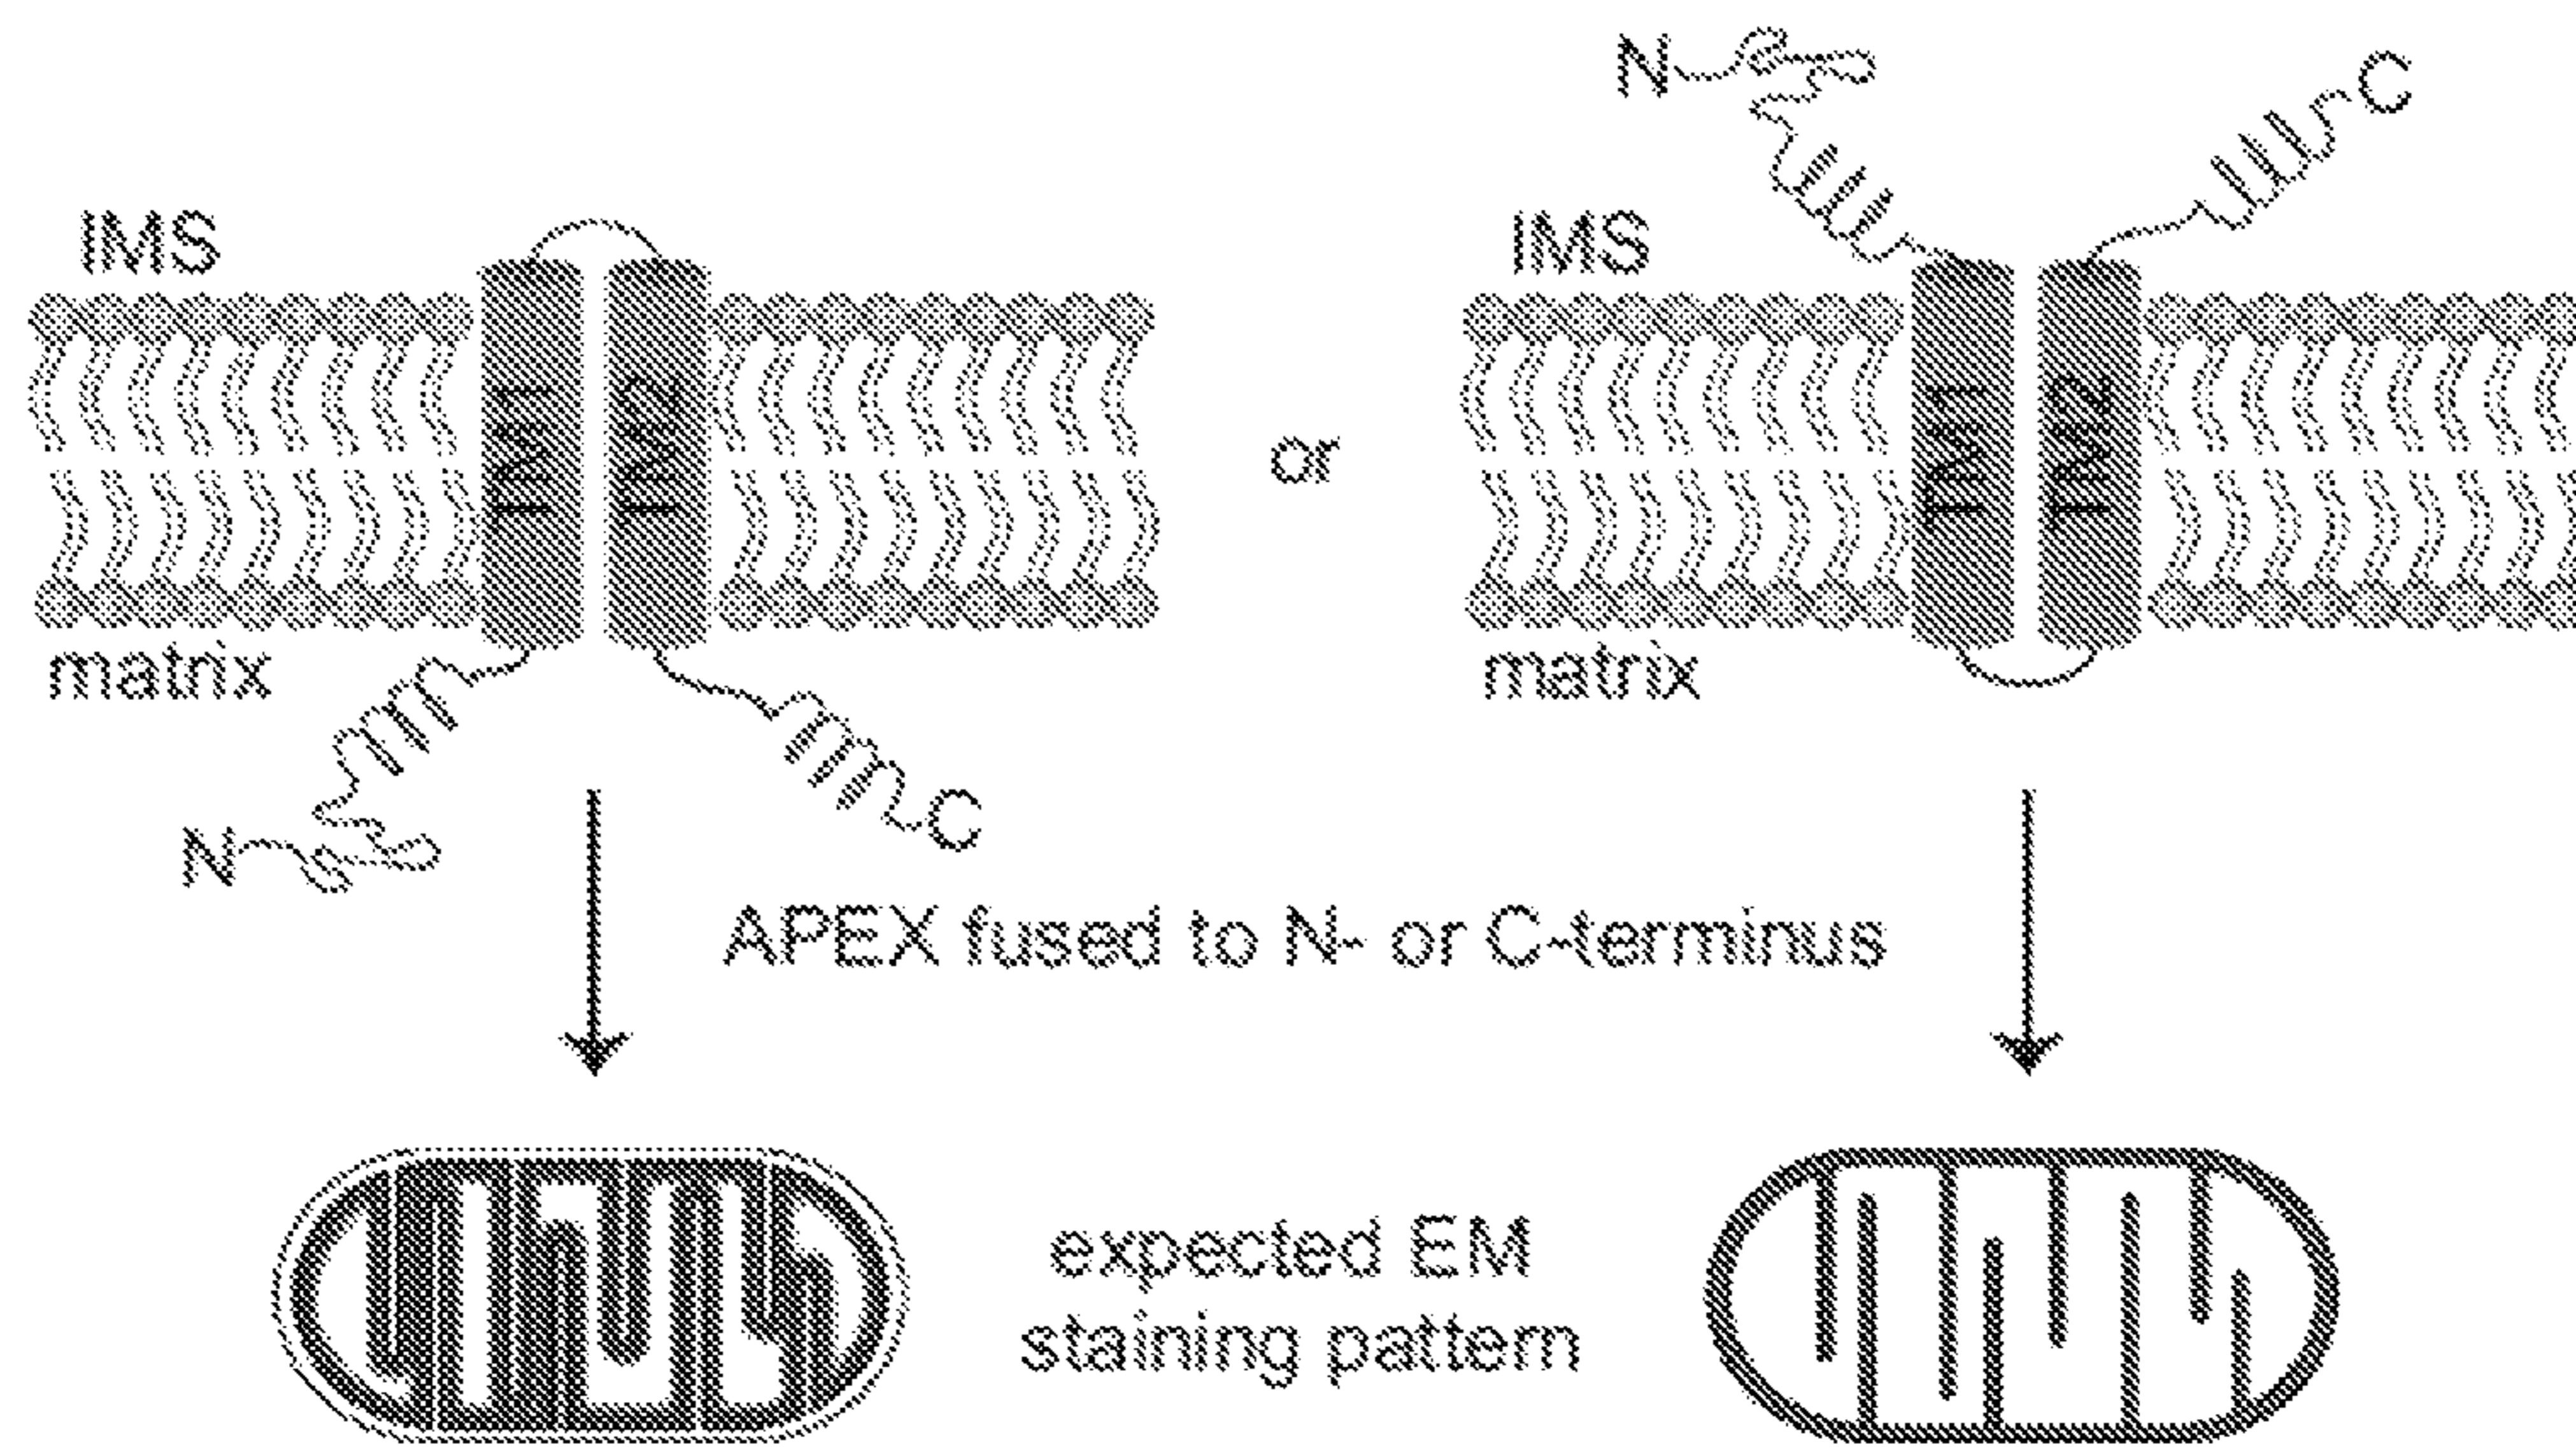 N
C
IMS
IMS
TM1
TM2
or
TM1
TM2
matrix
matrix
N
C
APEX fused to N- or C-terminus
expected EM
staining pattern